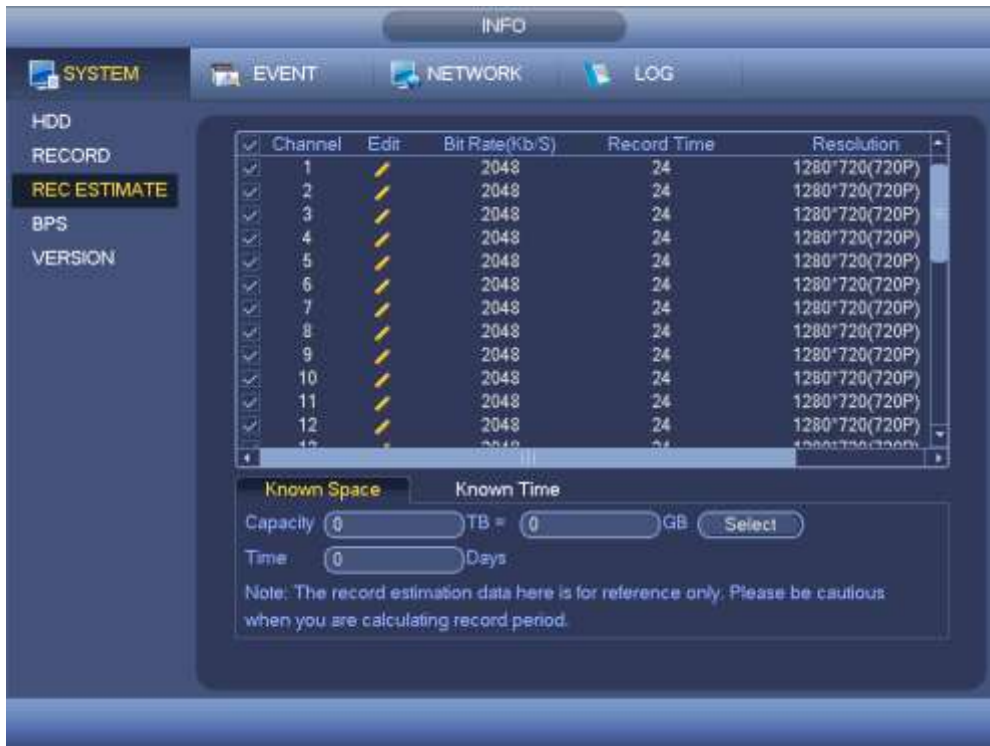 INFO
SYSTEM EVENT NETWORK LOG
HDD
RECORD
REC ESTIMATE
BPS
VERSION
Channel Edit Bit Rate(Kb/S) Record Time Resolution
1 2048 24 1280*720(720P)
2 2048 24 1280*720(720P)
3 2048 24 1280*720(720P)
4 2048 24 1280*720(720P)
5 2048 24 1280*720(720P)
6 2048 24 1280*720(720P)
7 2048 24 1280*720(720P)
8 2048 24 1280*720(720P)
9 2048 24 1280*720(720P)
10 2048 24 1280*720(720P)
11 2048 24 1280*720(720P)
12 2048 24 1280*720(720P)
Known Space Known Time
Capacity 0 TB = 0 GB Select
Time 0 Days
Note: The record estimation data here is for reference only. Please be cautious
when you are calculating record period.